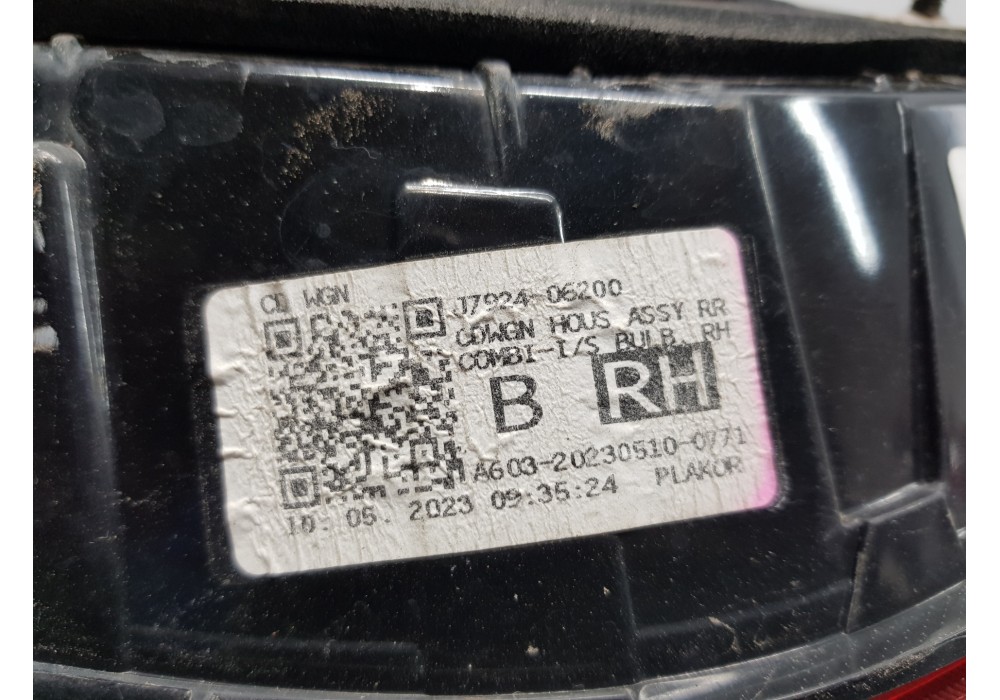 CD WGN
J7924-06200
CDWGN HOUS ASSY RR
COMBI-I/S BULB, RH
B RH
A603-20230510-0771
10. 05. 2023 09:35:24 PLAKOR